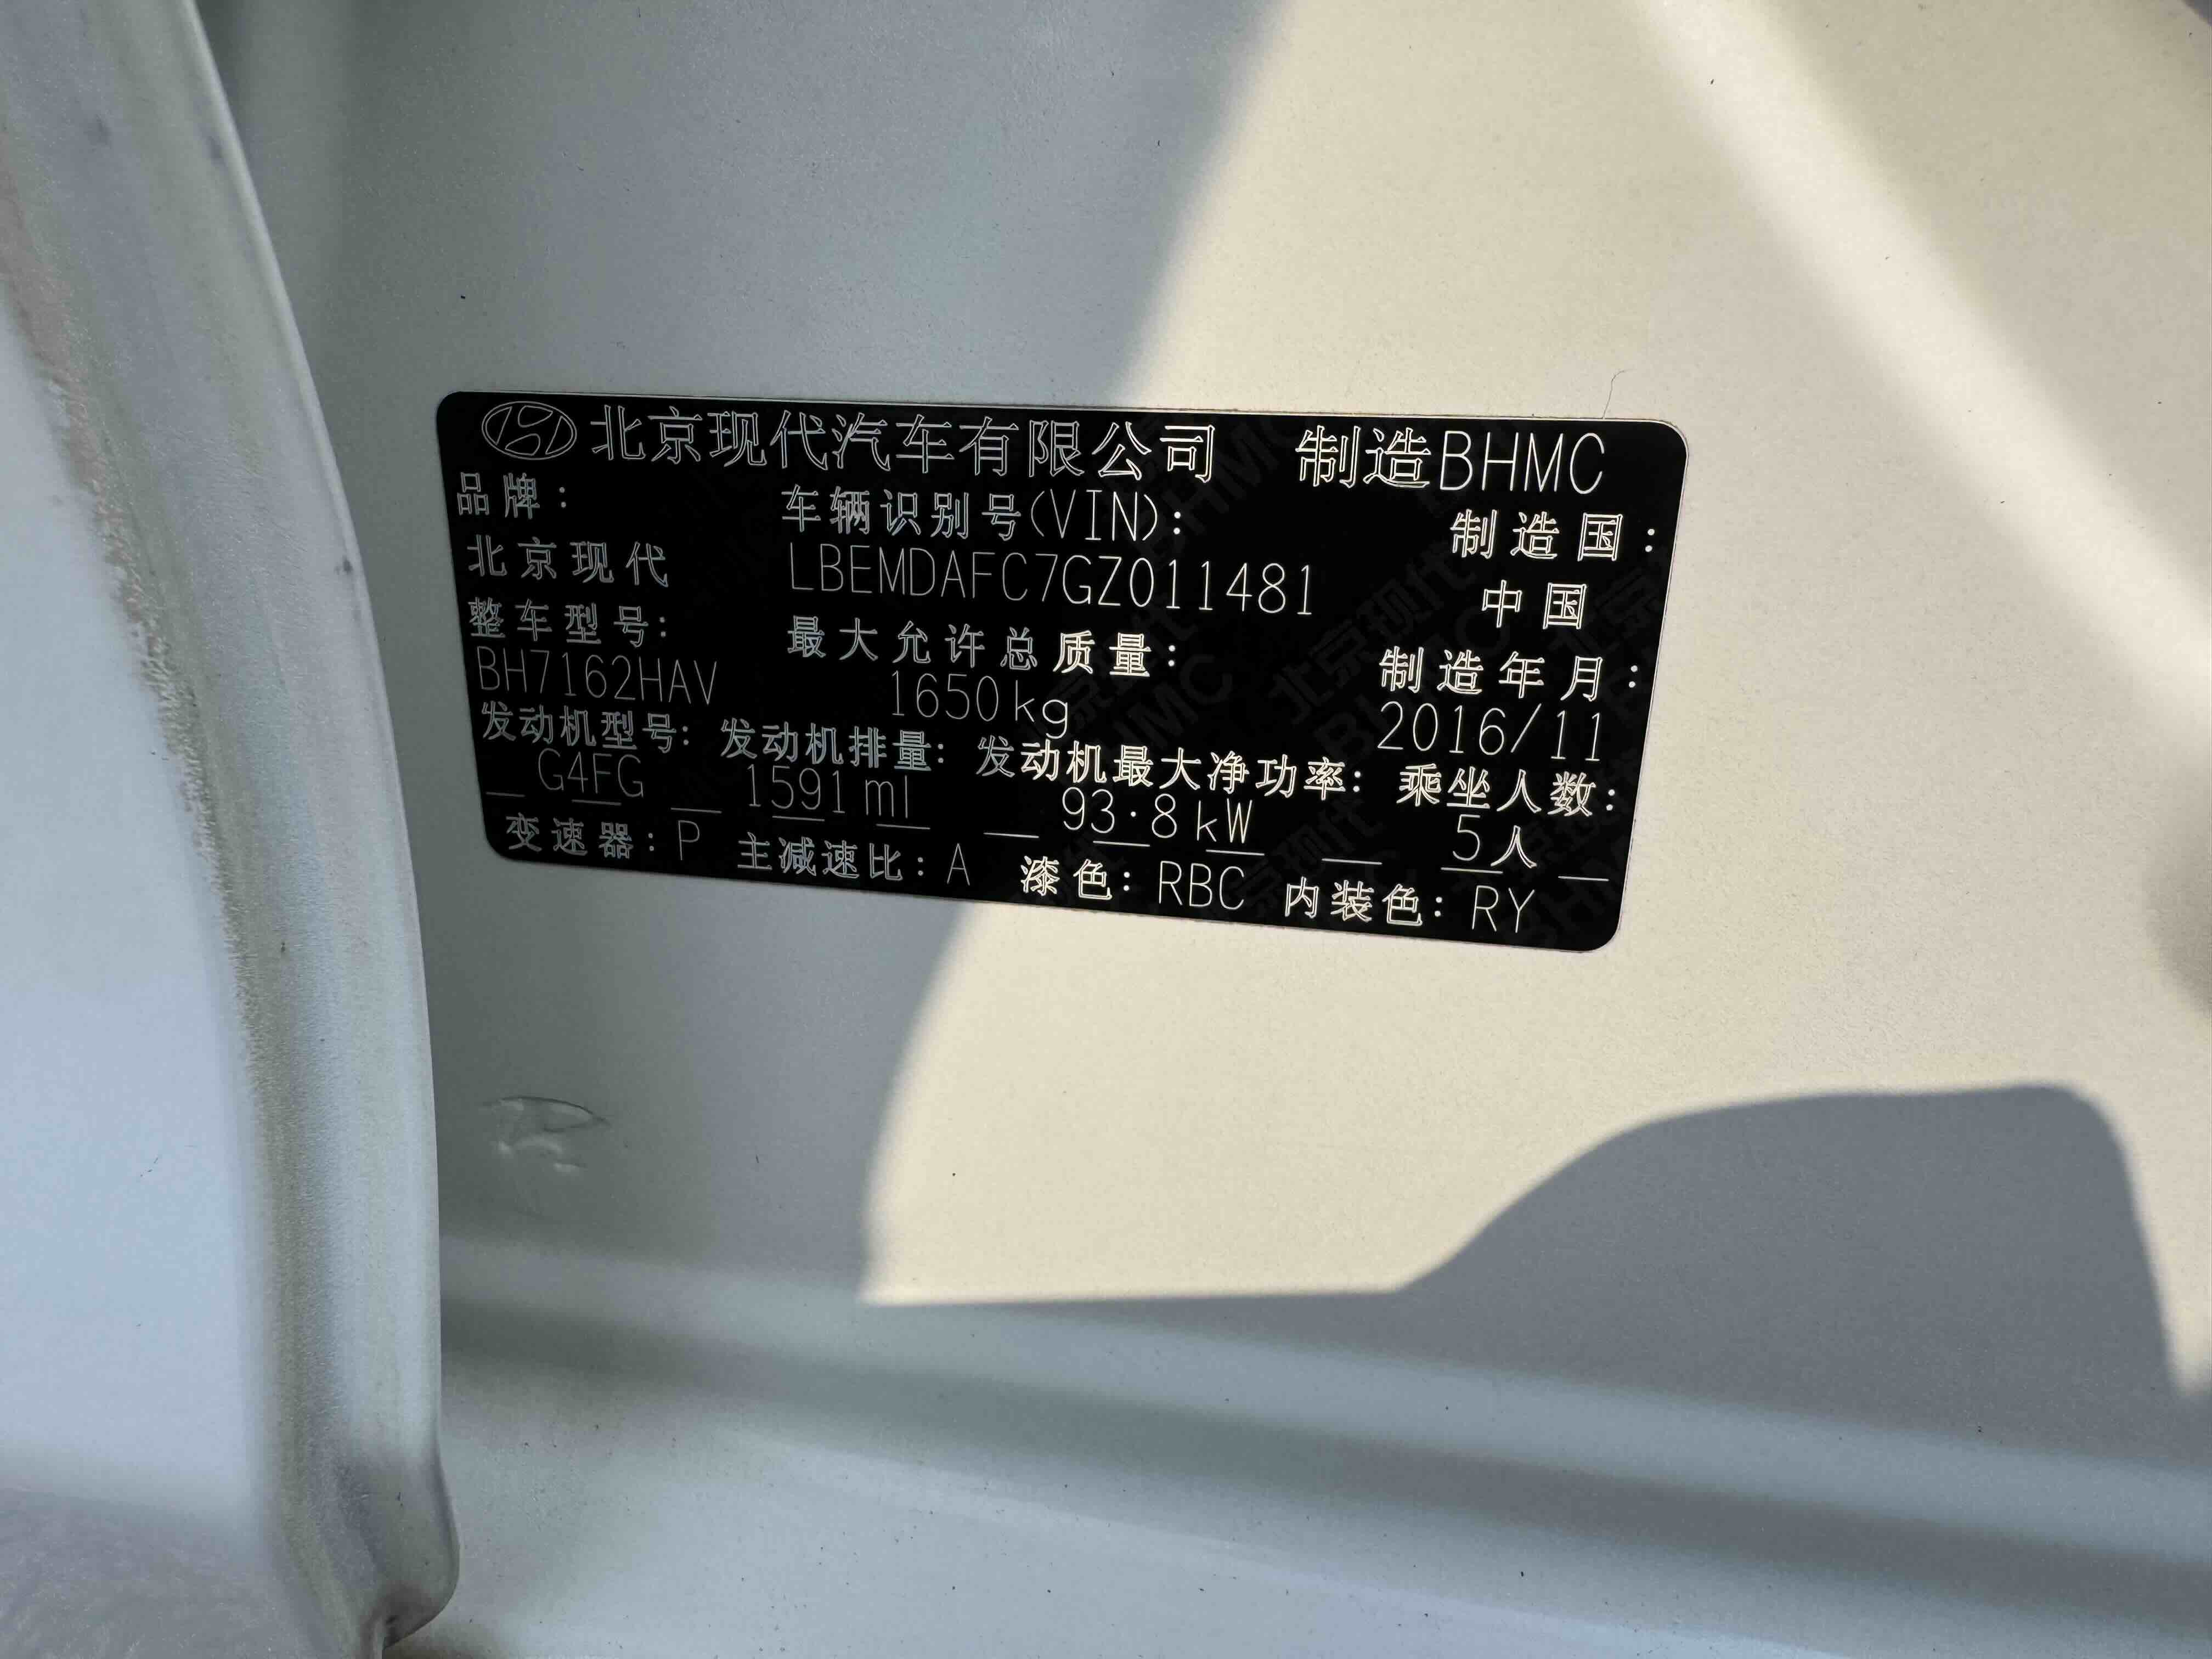 北京现代汽车有限公司 制造BHMC
品牌： 车辆识别号(VIN)： 制造国：
北京现代 LBEMDAFC7GZ011481 中国
整车型号： 最大允许总质量： 制造年月：
BH7162HAV 1650kg 2016/11
发动机型号： 发动机排量： 发动机最大净功率： 乘坐人数：
G4FG 1591ml 93.8kW 5人
变速器：P 主减速比：A 漆色：RBC 内装色：RY